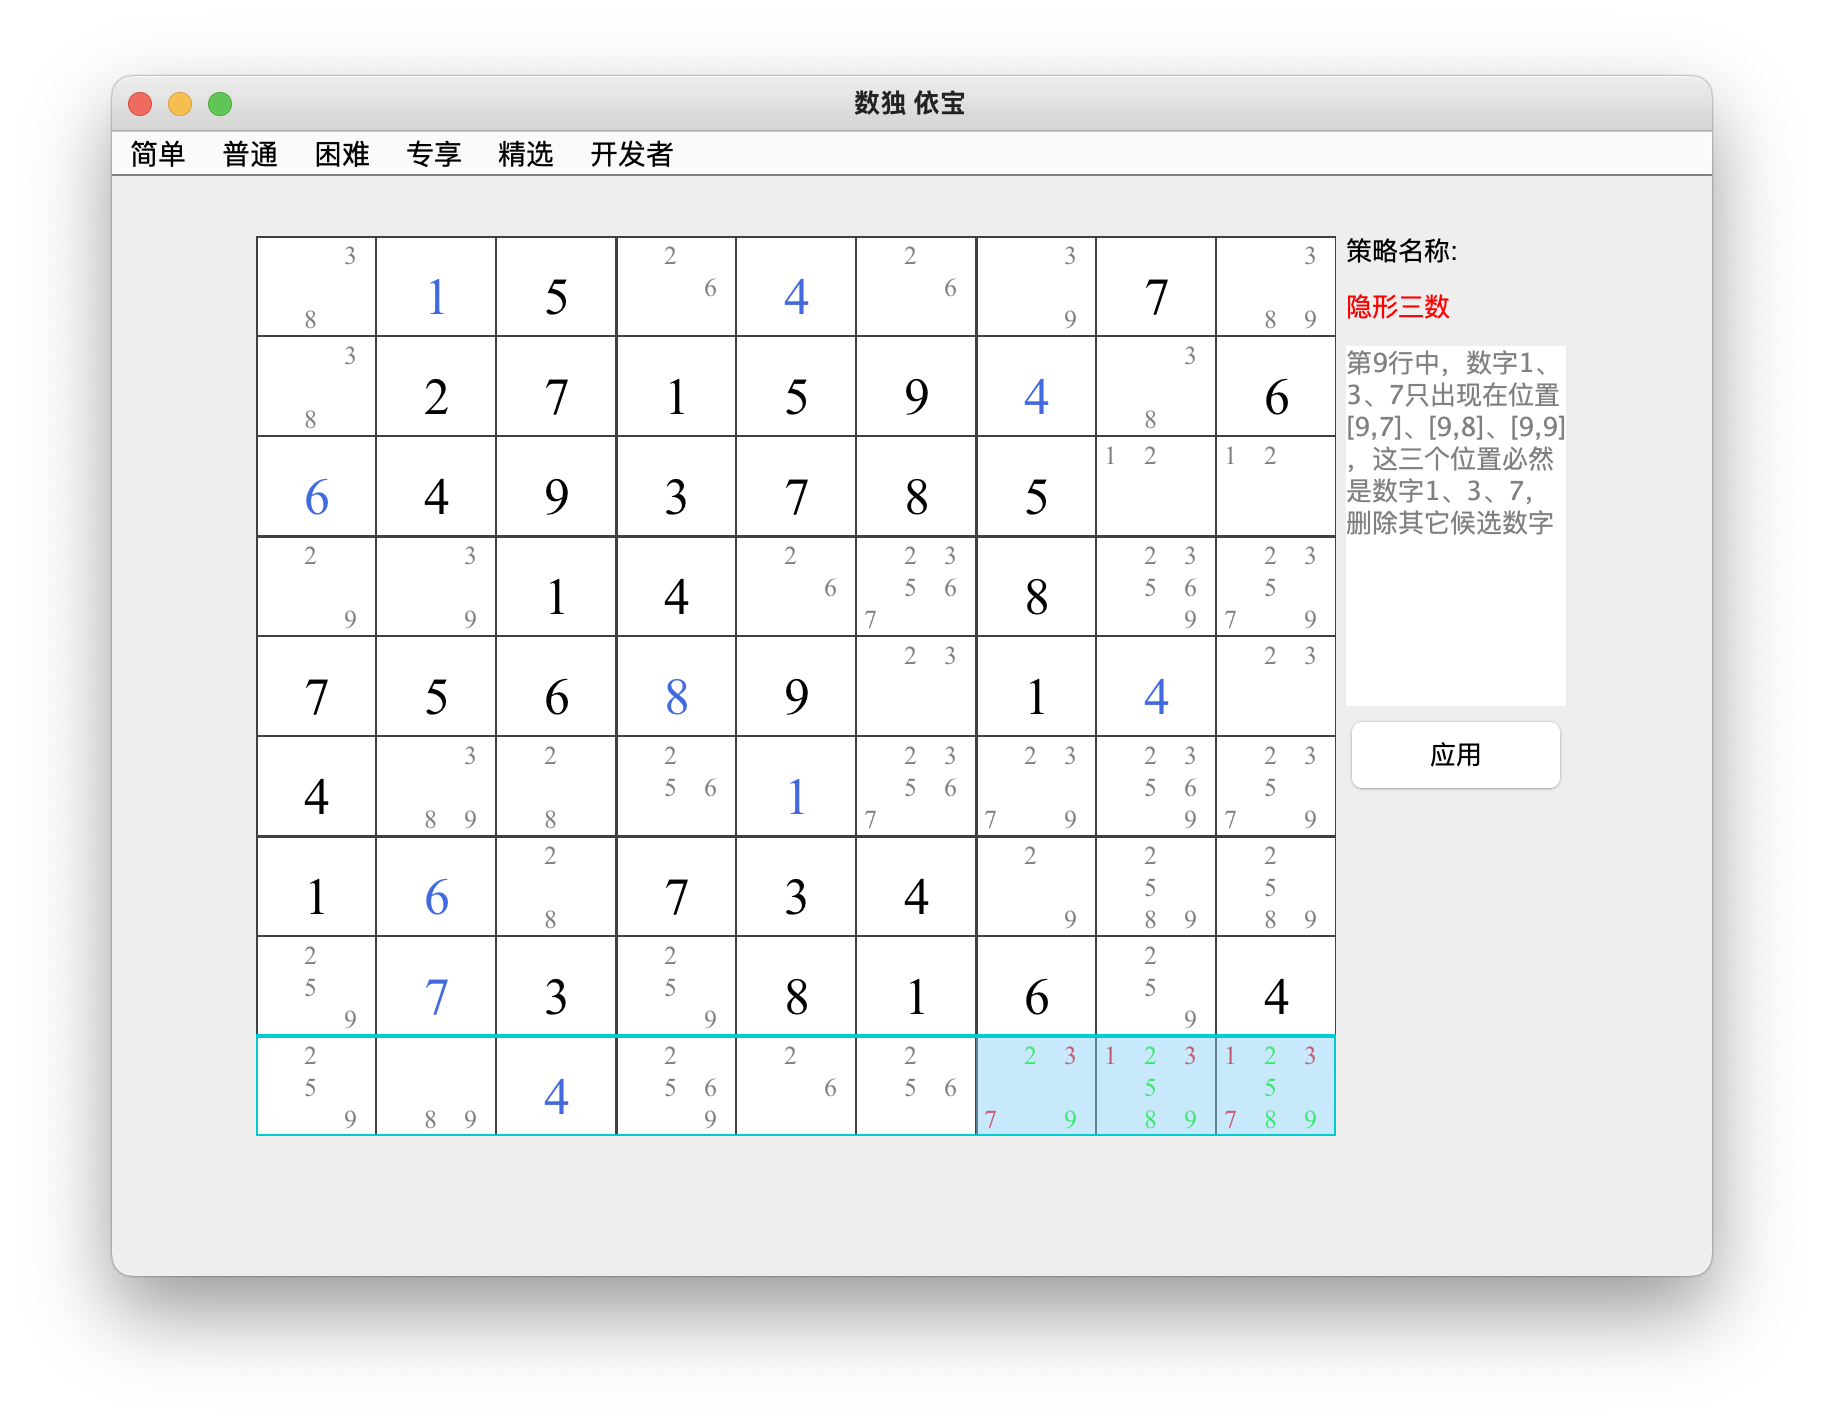 数独 依宝
简单 普通 困难 专享 精选 开发者
策略名称:
隐形三数
第9行中，数字1、
3、7只出现在位置
[9,7]、[9,8]、[9,9]
，这三个位置必然
是数字1、3、7，
删除其它候选数字
应用
3 2 2 3 3
1 5 6 4 6 7
8 9 8 9
3 3
2 7 1 5 9 4 6
8 8
1 2 1 2
6 4 9 3 7 8 5
2 3 2 2 3 2 3 2 3
1 4 6 5 6 8 5 6 5
9 9 7 9 7 9
2 3 2 3
7 5 6 8 9 1 4
3 2 2 2 3 2 3 2 3 2 3
4 5 6 1 5 6 5 6 5
8 9 8 7 7 9 9 7 9
2 2 2 2
1 6 7 3 4 5 5
8 9 8 9 8 9
2 2 2
5 7 3 5 8 1 6 5 4
9 9 9
2 2 2 2 2 3 1 2 3 1 2 3
5 4 5 6 6 5 6 5 5
9 8 9 9 7 9 8 9 7 8 9